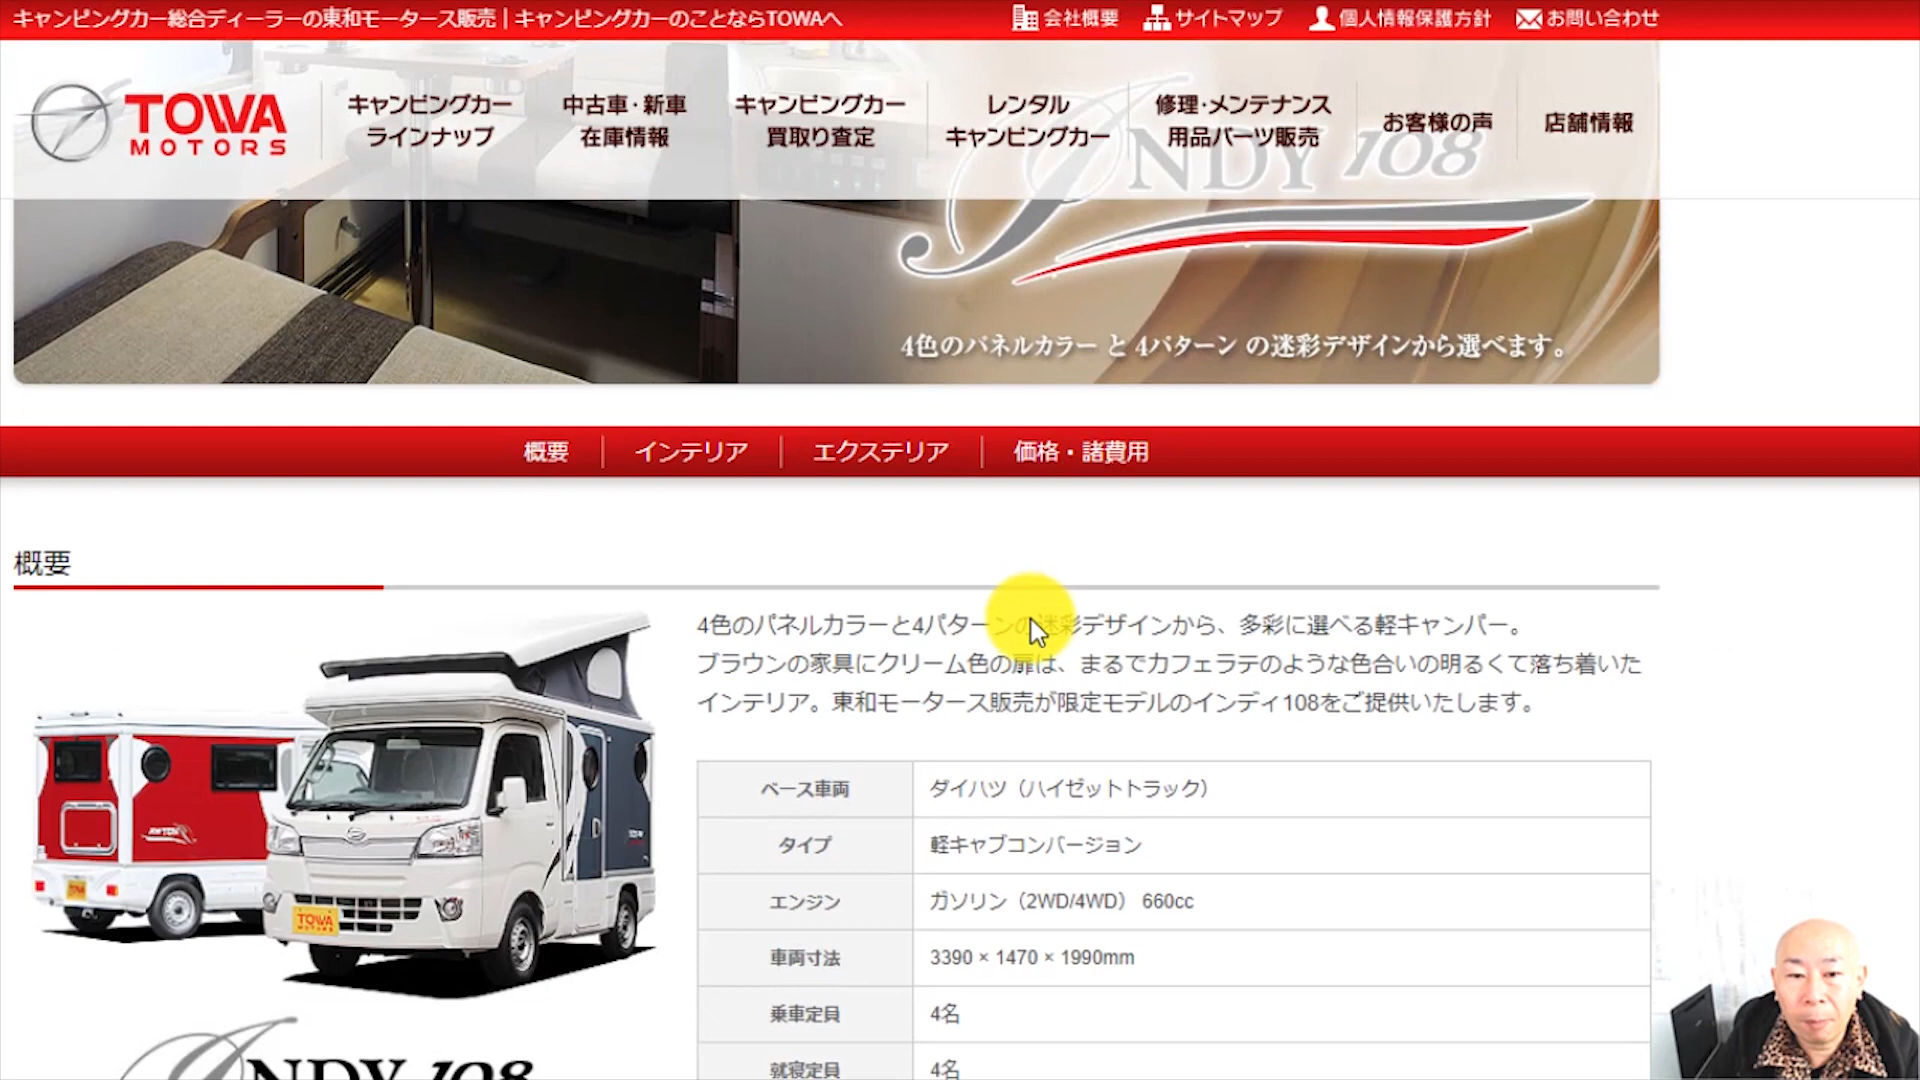 キャンピングカー総合ディーラーの東和モータース販売 | キャンピングカーのことならTOWAへ
会社概要
サイトマップ
個人情報保護方針
お問い合わせ
TOWA
MOTORS
キャンピングカー
ラインナップ
中古車・新車
在庫情報
キャンピングカー
買取り査定
レンタル
キャンピングカー
修理・メンテナンス
用品パーツ販売
お客様の声
店舗情報
INDY 108
4色のパネルカラー と 4パターン の迷彩デザインから選べます。
概要
インテリア
エクステリア
価格・諸費用
概要
4色のパネルカラーと4パターンの迷彩デザインから、多彩に選べる軽キャンパー。
ブラウンの家具にクリーム色の扉は、まるでカフェラテのような色合いの明るくて落ち着いた
インテリア。東和モータース販売が限定モデルのインディ108をご提供いたします。
ベース車両 ダイハツ（ハイゼットトラック）
タイプ 軽キャブコンバージョン
エンジン ガソリン（2WD/4WD） 660cc
車両寸法 3390 × 1470 × 1990mm
乗車定員 4名
就寝定員 4名
TOWA
MOTORS
INDY 108